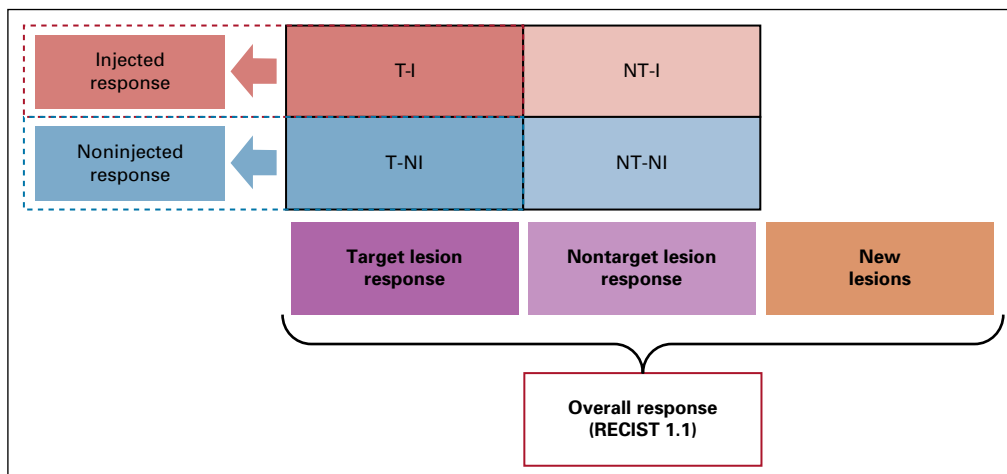 Injected
response
T-I
NT-I
Noninjected
response
T-NI
NT-NI
Target lesion
response
Nontarget lesion
response
New
lesions
Overall response
(RECIST 1.1)